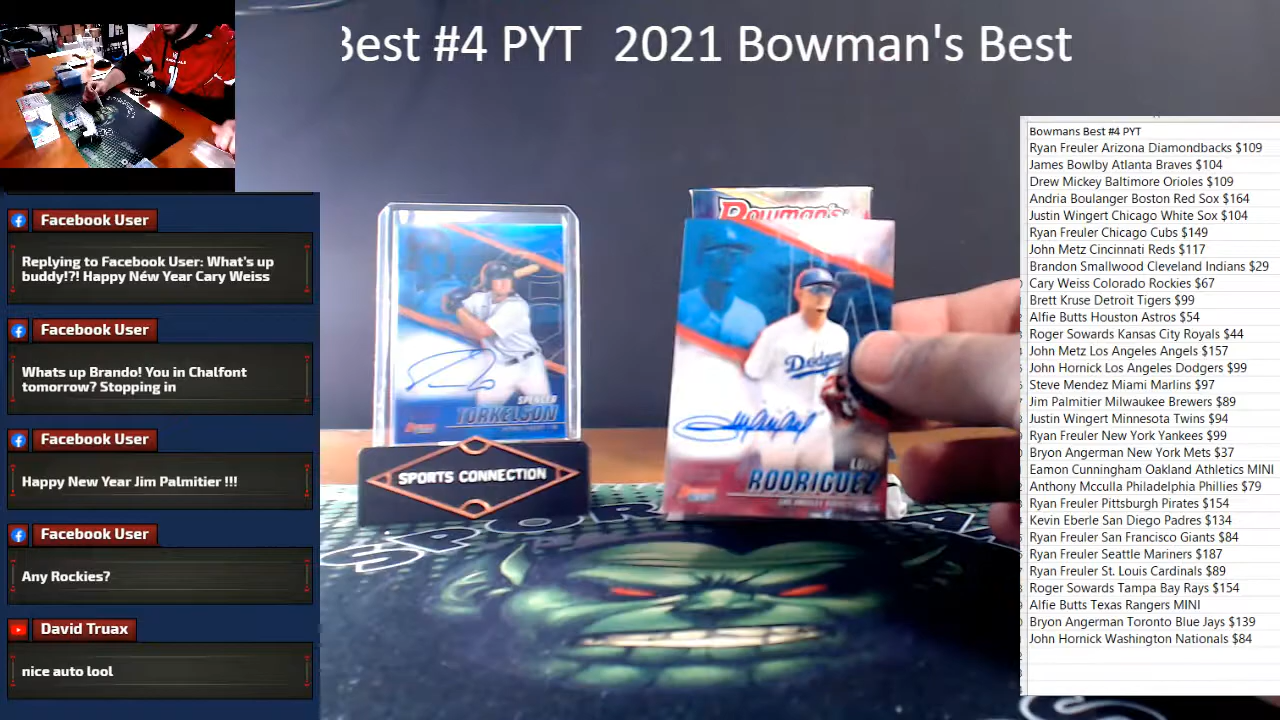 Best #4 PYT 2021 Bowman's Best
Facebook User
Replying to Facebook User: What's up
buddy!?! Happy New Year Cary Weiss
Facebook User
Whats up Brando! You in Chalfont
tomorrow? Stopping in
Facebook User
Happy New Year Jim Palmitier !!!
Facebook User
Any Rockies?
David Truax
nice auto lool
SPENCER
TORKELSON
SPORTS CONNECTION
Bowman's
Dodgers
RODRIGUEZ
Bowmans Best #4 PYT
Ryan Freuler Arizona Diamondbacks $109
James Bowlby Atlanta Braves $104
Drew Mickey Baltimore Orioles $109
Andria Boulanger Boston Red Sox $164
Justin Wingert Chicago White Sox $104
Ryan Freuler Chicago Cubs $149
John Metz Cincinnati Reds $117
Brandon Smallwood Cleveland Indians $29
Cary Weiss Colorado Rockies $67
Brett Kruse Detroit Tigers $99
Alfie Butts Houston Astros $54
Roger Sowards Kansas City Royals $44
John Metz Los Angeles Angels $157
John Hornick Los Angeles Dodgers $99
Steve Mendez Miami Marlins $97
Jim Palmitier Milwaukee Brewers $89
Justin Wingert Minnesota Twins $94
Ryan Freuler New York Yankees $99
Bryon Angerman New York Mets $37
Eamon Cunningham Oakland Athletics MINI
Anthony Mcculla Philadelphia Phillies $79
Ryan Freuler Pittsburgh Pirates $154
Kevin Eberle San Diego Padres $134
Ryan Freuler San Francisco Giants $84
Ryan Freuler Seattle Mariners $187
Ryan Freuler St. Louis Cardinals $89
Roger Sowards Tampa Bay Rays $154
Alfie Butts Texas Rangers MINI
Bryon Angerman Toronto Blue Jays $139
John Hornick Washington Nationals $84